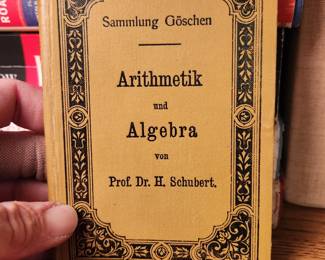 Sammlung Göschen
Arithmetik
und
Algebra
von
Prof. Dr. H. Schubert.